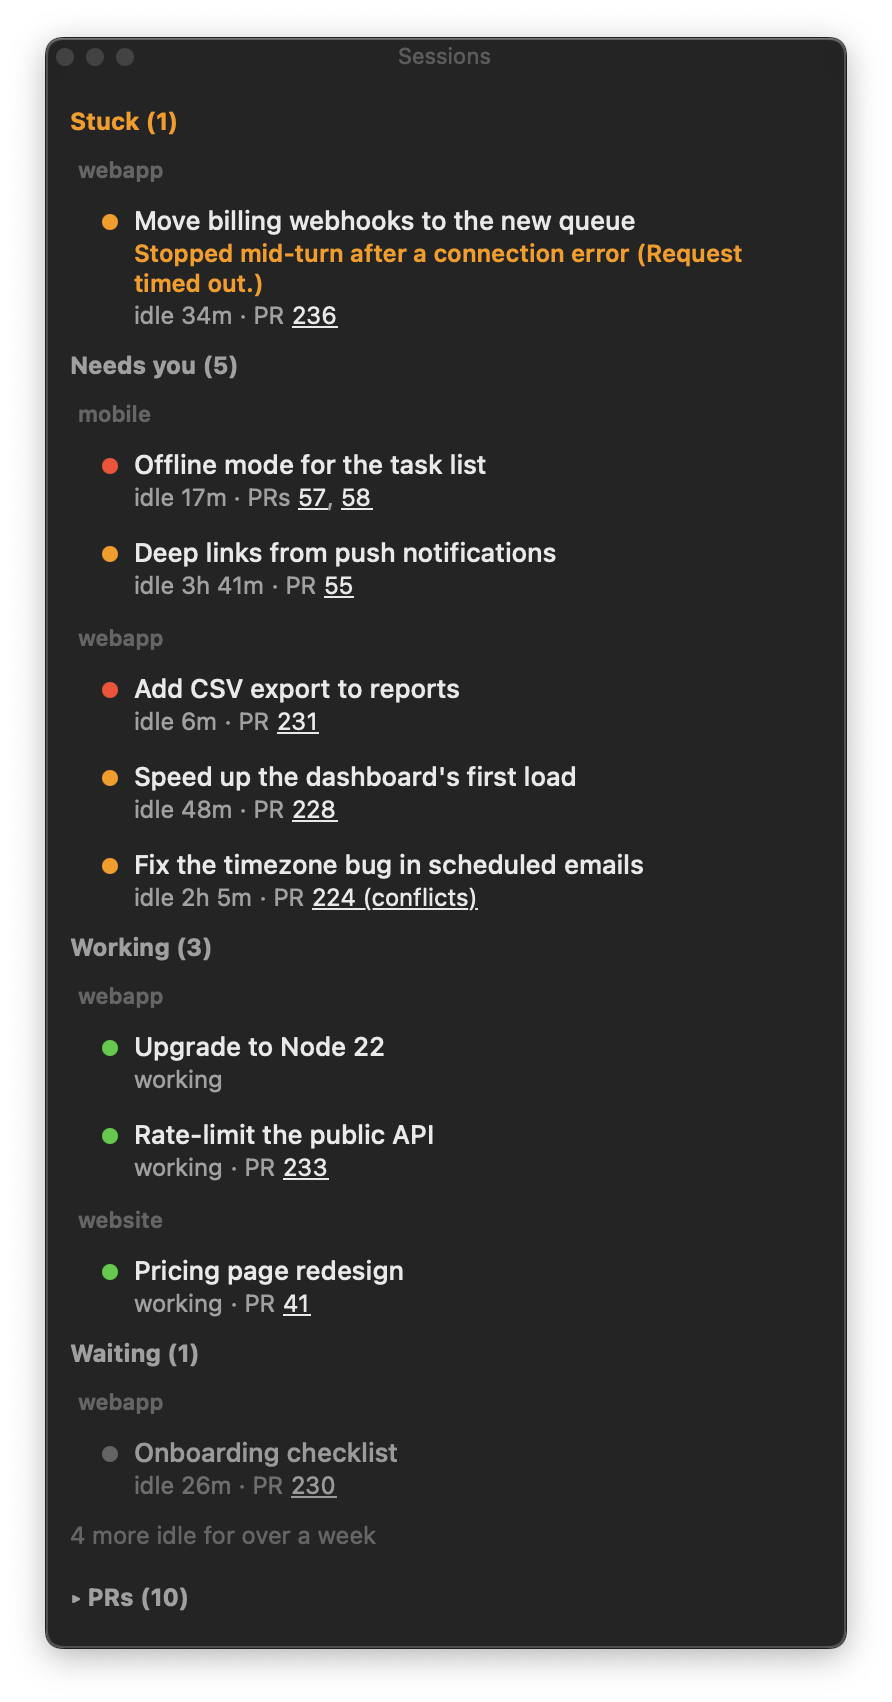 Sessions
Stuck (1)
webapp
Move billing webhooks to the new queue
Stopped mid-turn after a connection error (Request
timed out.)
idle 34m · PR 236
Needs you (5)
mobile
Offline mode for the task list
idle 17m · PRs 57, 58
Deep links from push notifications
idle 3h 41m · PR 55
webapp
Add CSV export to reports
idle 6m · PR 231
Speed up the dashboard's first load
idle 48m · PR 228
Fix the timezone bug in scheduled emails
idle 2h 5m · PR 224 (conflicts)
Working (3)
webapp
Upgrade to Node 22
working
Rate-limit the public API
working · PR 233
website
Pricing page redesign
working · PR 41
Waiting (1)
webapp
Onboarding checklist
idle 26m · PR 230
4 more idle for over a week
▸ PRs (10)